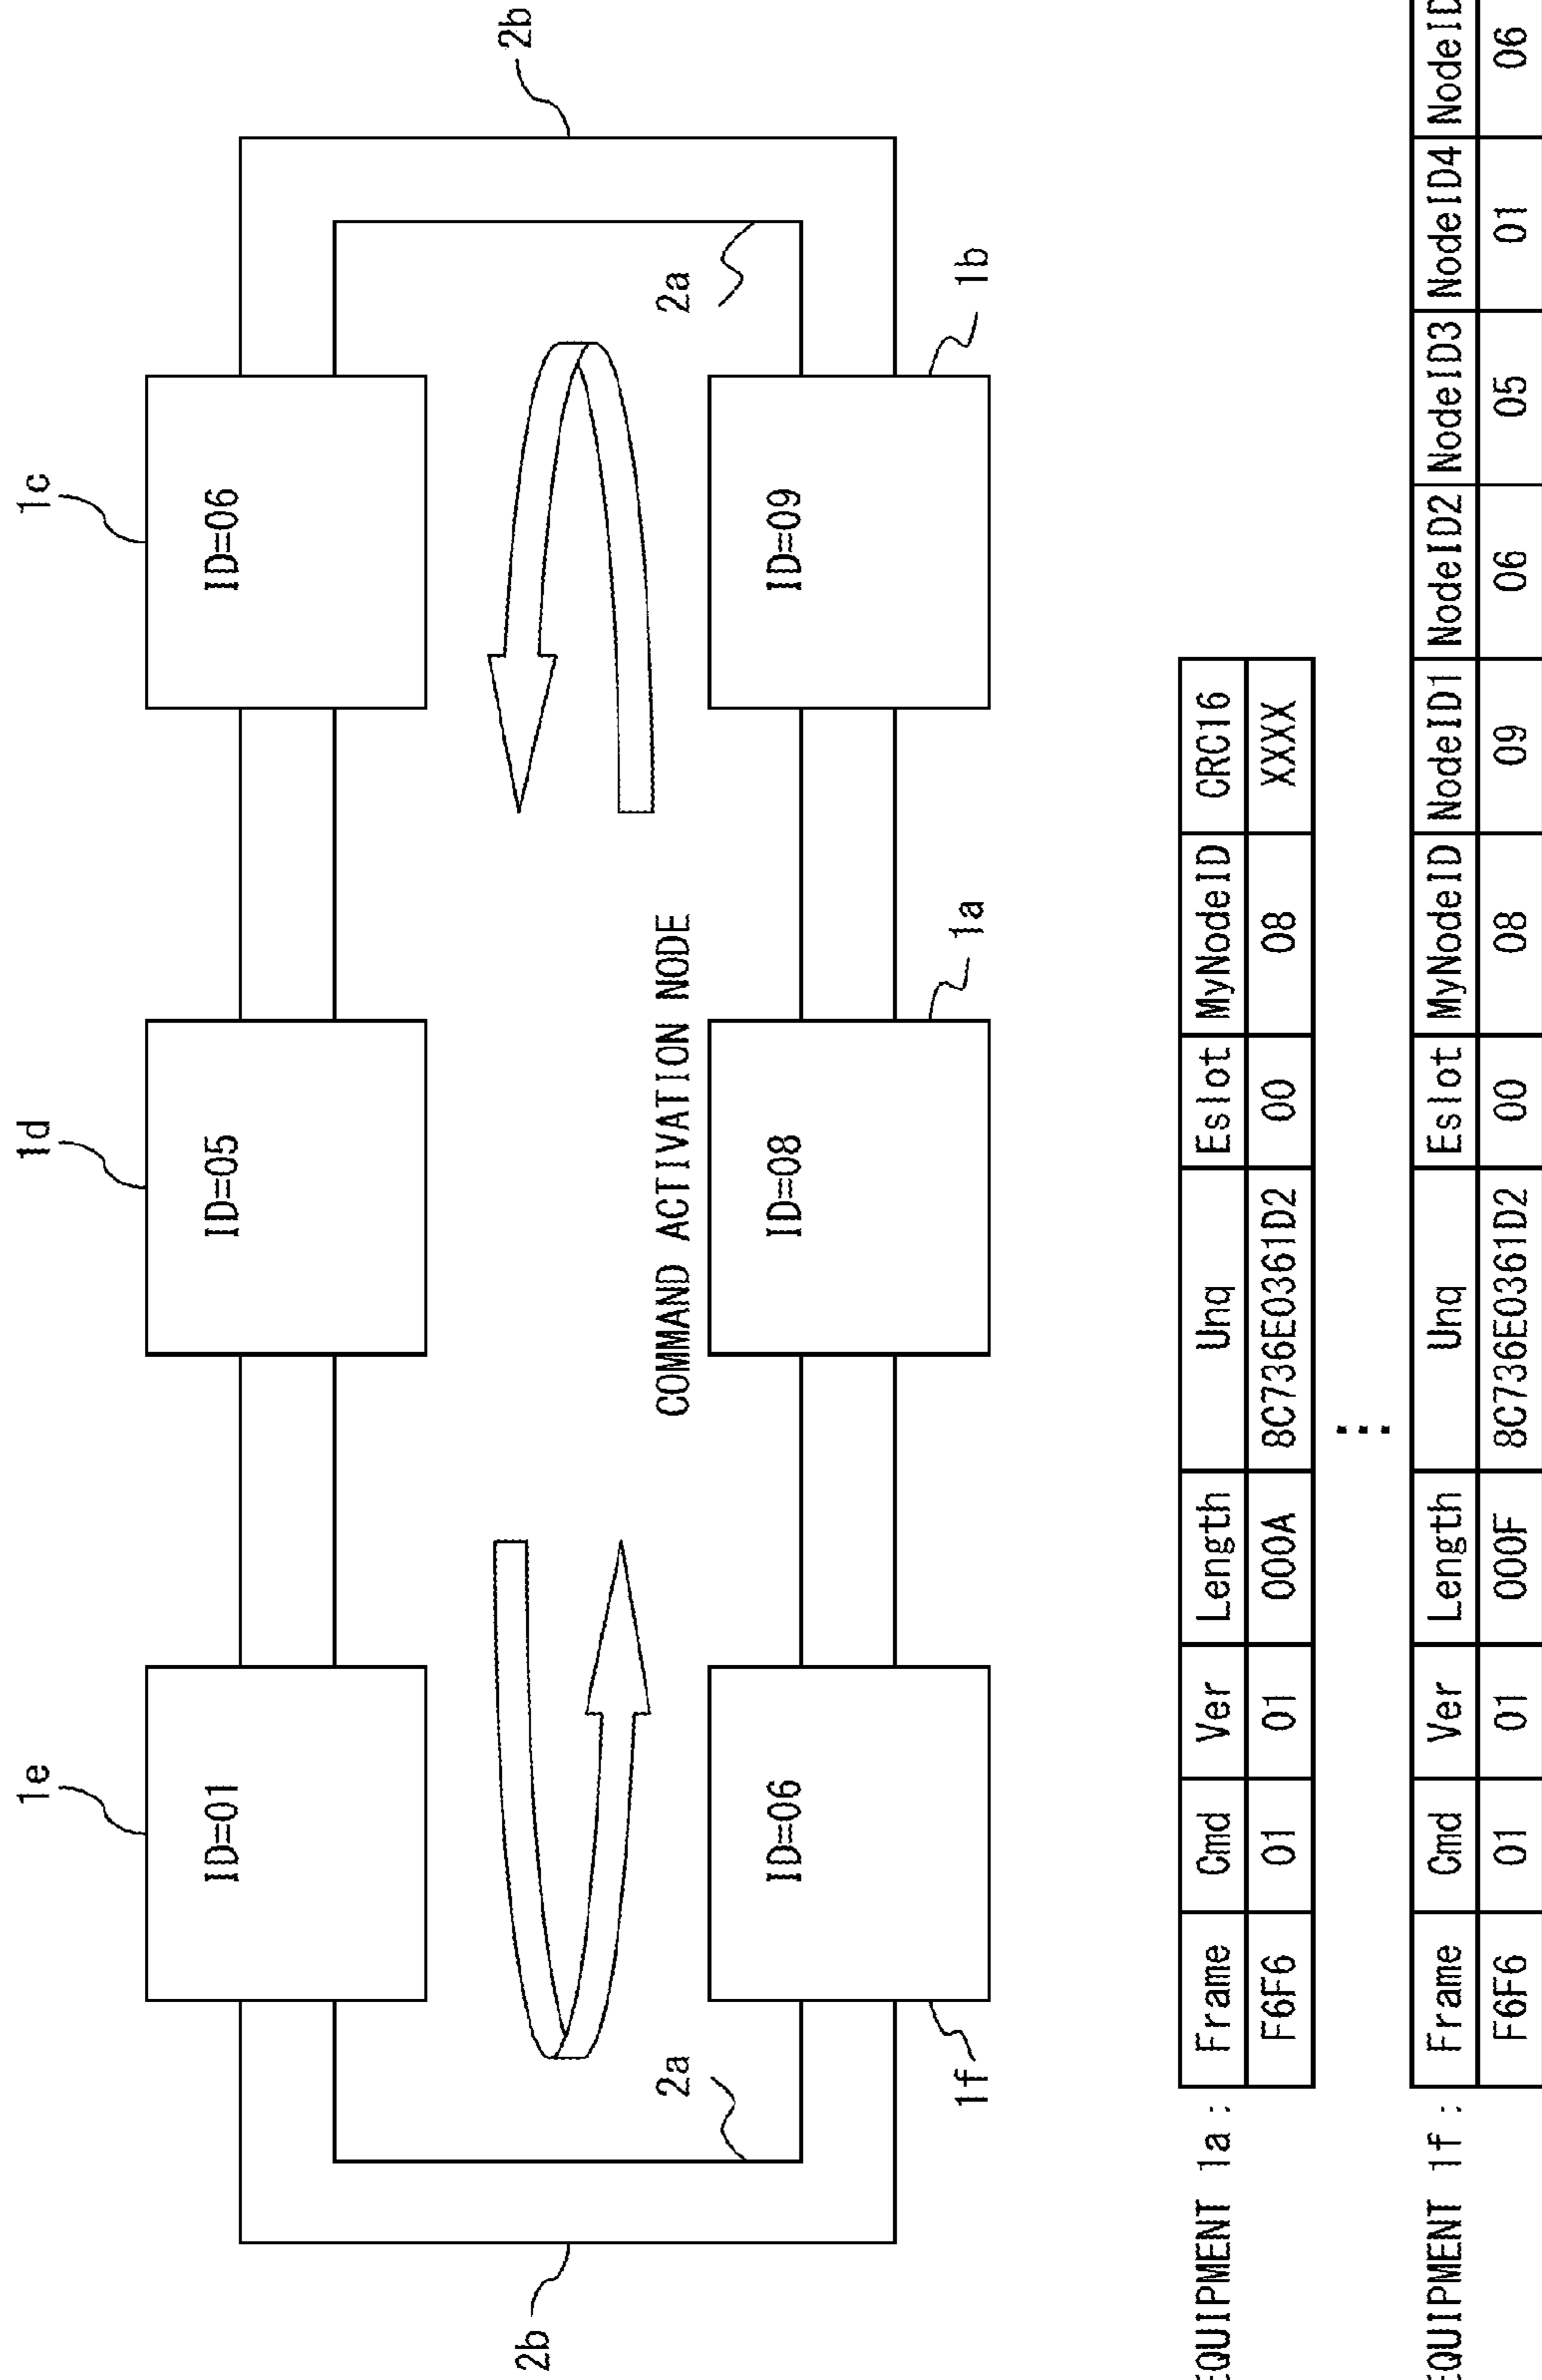 1e
1d
1c
ID=01
ID=05
ID=06
2b
2b
2a
COMMAND ACTIVATION NODE
2a
ID=06
ID=08
ID=09
1f
1a
1b
EQUIPMENT 1a :
Frame Cmd Ver Length Unq Eslot MyNodeID CRC16
F6F6 01 01 000A 8C736E0361D2 00 08 XXXX
⋮
EQUIPMENT 1f :
Frame Cmd Ver Length Unq Eslot MyNodeID NodeID1 NodeID2 NodeID3 NodeID4 NodeID
F6F6 01 01 000F 8C736E0361D2 00 08 09 06 05 01 06